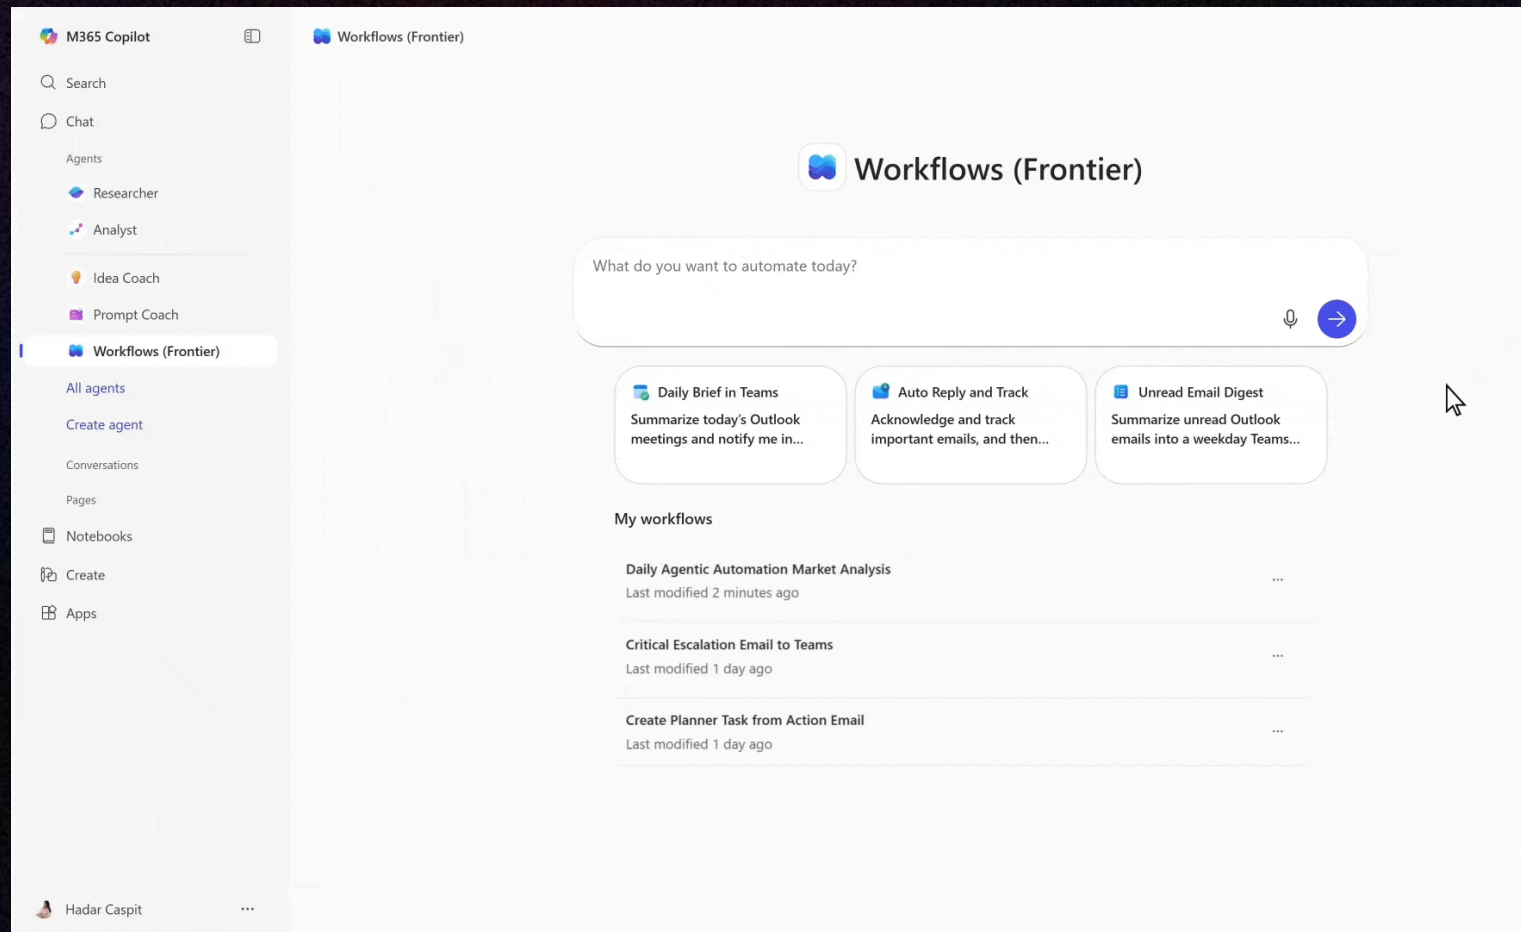 M365 Copilot
Search
Chat
Agents
Researcher
Analyst
Idea Coach
Prompt Coach
Workflows (Frontier)
All agents
Create agent
Conversations
Pages
Notebooks
Create
Apps
Hadar Caspit
Workflows (Frontier)
Workflows (Frontier)
What do you want to automate today?
Daily Brief in Teams
Summarize today's Outlook
meetings and notify me in...
Auto Reply and Track
Acknowledge and track
important emails, and then...
Unread Email Digest
Summarize unread Outlook
emails into a weekday Teams...
My workflows
Daily Agentic Automation Market Analysis
Last modified 2 minutes ago
Critical Escalation Email to Teams
Last modified 1 day ago
Create Planner Task from Action Email
Last modified 1 day ago